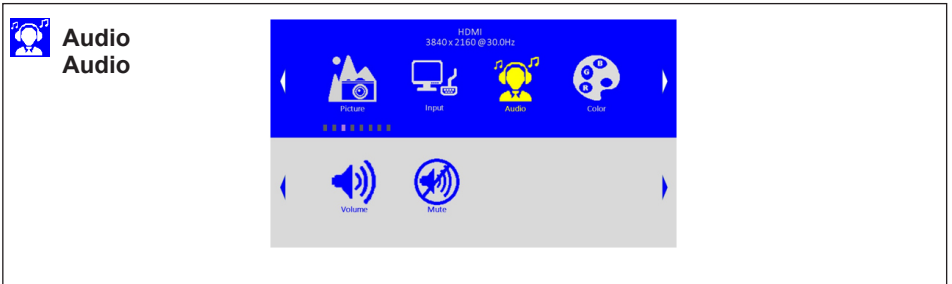 Audio
Audio
HDMI
3840 x 2160 @ 30.0Hz
Picture
Input
Audio
Color
B
G
R
Volume
Mute